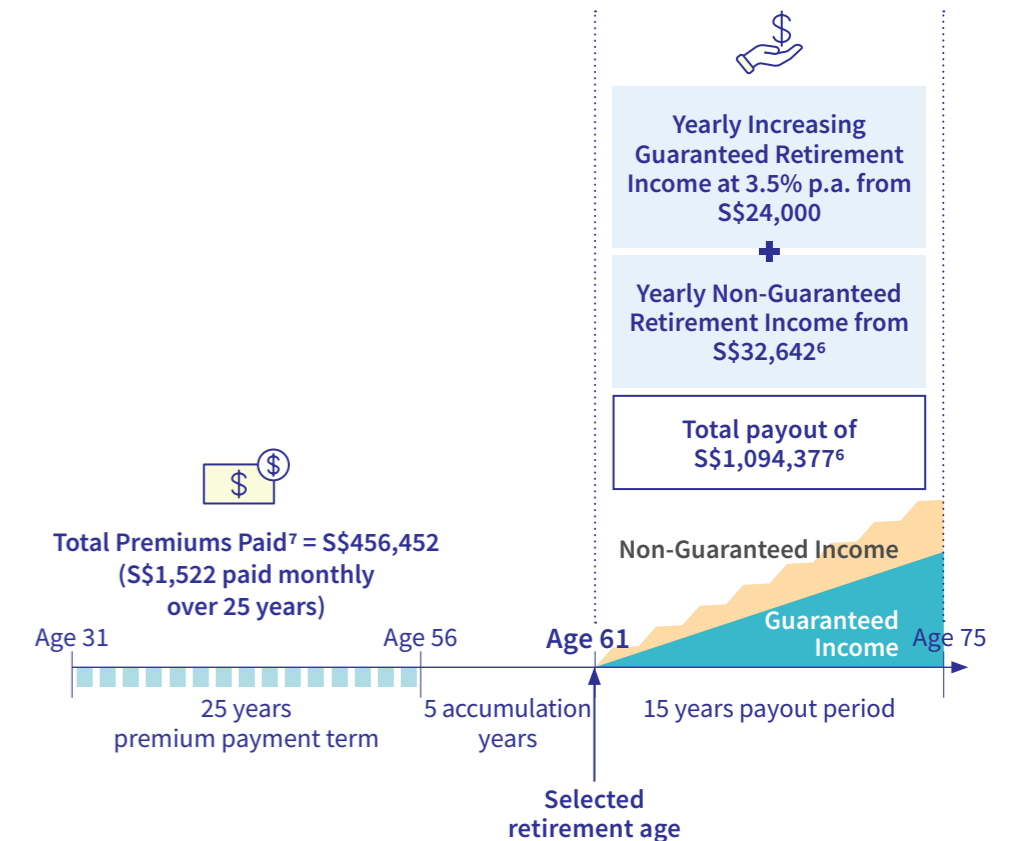 $
Yearly Increasing
Guaranteed Retirement
Income at 3.5% p.a. from
S$24,000
+
Yearly Non-Guaranteed
Retirement Income from
S$32,642⁶
Total payout of
S$1,094,377⁶
$ $
Total Premiums Paid⁷ = S$456,452
(S$1,522 paid monthly
over 25 years)
Non-Guaranteed Income
Guaranteed
Income
Age 31
Age 56
Age 61
Age 75
25 years
premium payment term
5 accumulation
years
15 years payout period
Selected
retirement age